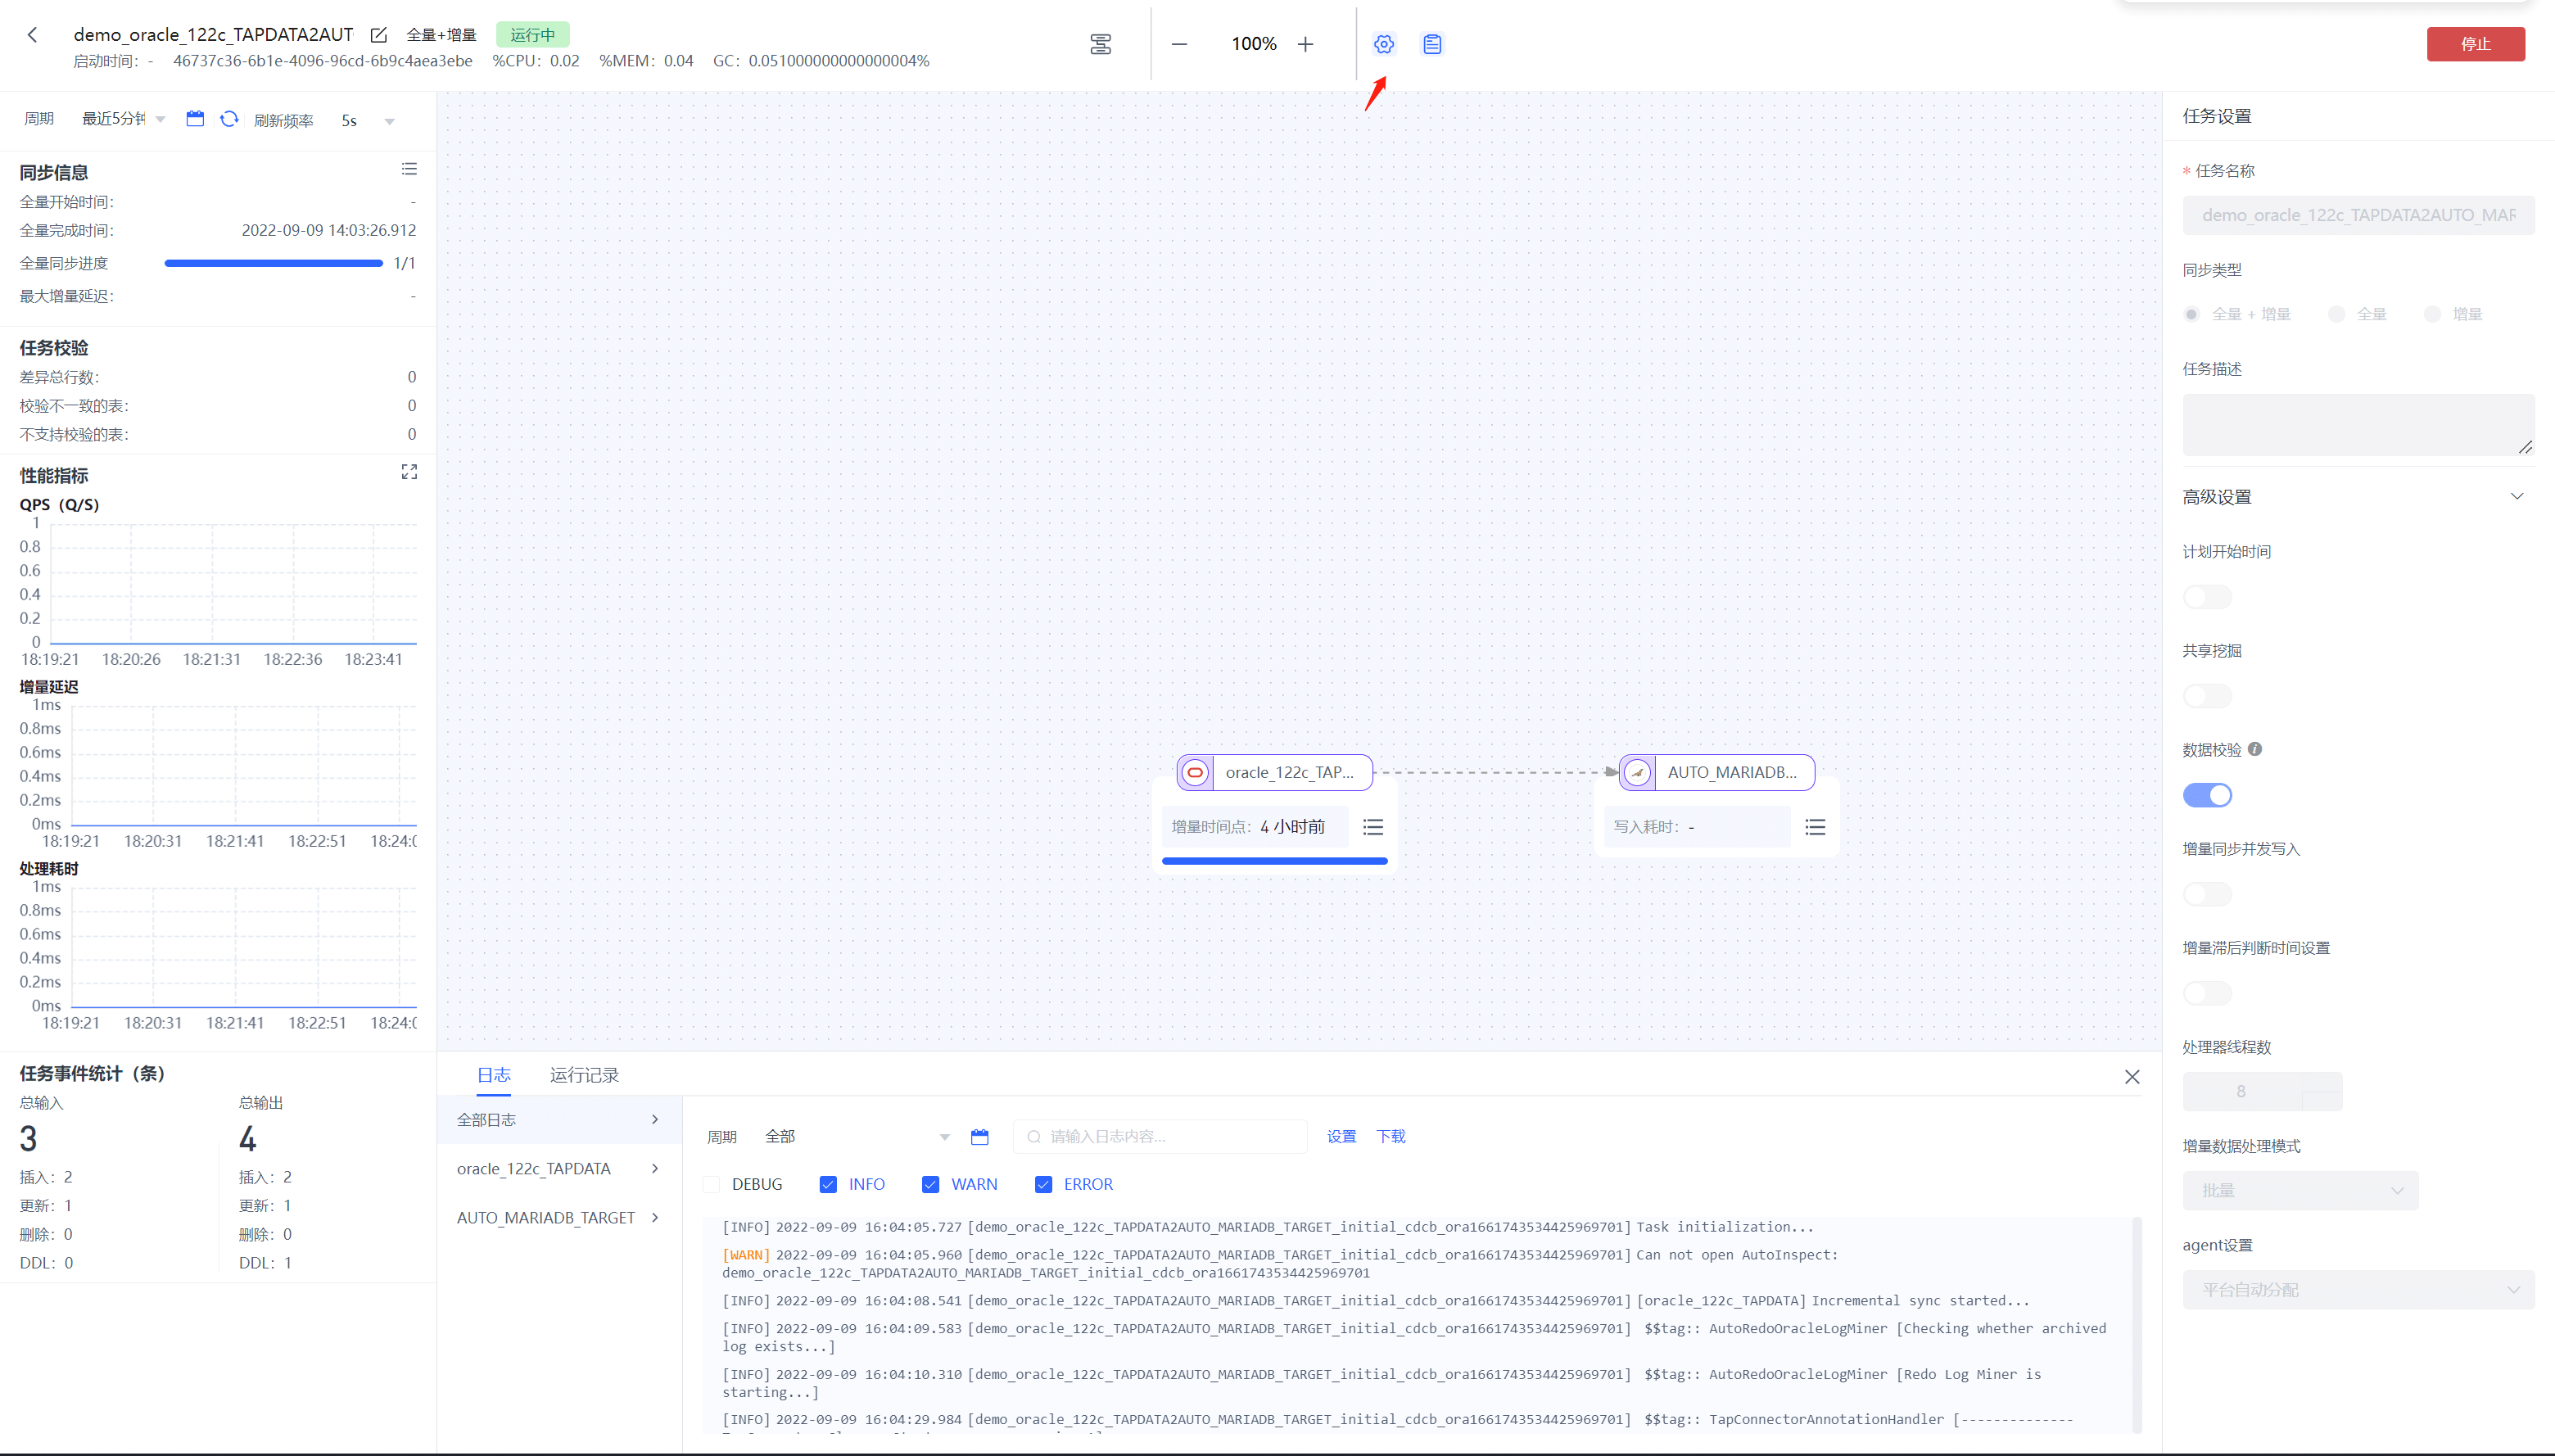 demo_oracle_122c_TAPDATA2AUT
全量+增量
运行中
启动时间: - 46737c36-6b1e-4096-96cd-6b9c4aea3ebe %CPU: 0.02 %MEM: 0.04 GC: 0.051000000000000004%
100%
停止
周期 最近5分钟 刷新频率 5s
同步信息
全量开始时间: -
全量完成时间: 2022-09-09 14:03:26.912
全量同步进度 1/1
最大增量延迟: -
任务校验
差异总行数: 0
校验不一致的表: 0
不支持校验的表: 0
性能指标
QPS（Q/S）
1
0.8
0.6
0.4
0.2
0
18:19:21 18:20:26 18:21:31 18:22:36 18:23:41
增量延迟
1ms
0.8ms
0.6ms
0.4ms
0.2ms
0ms
18:19:21 18:20:31 18:21:41 18:22:51 18:24:0
处理耗时
1ms
0.8ms
0.6ms
0.4ms
0.2ms
0ms
18:19:21 18:20:31 18:21:41 18:22:51 18:24:0
任务事件统计（条）
总输入 总输出
3 4
插入: 2 插入: 2
更新: 1 更新: 1
删除: 0 删除: 0
DDL: 0 DDL: 1
oracle_122c_TAP...
增量时间点: 4 小时前
AUTO_MARIADB...
写入耗时: -
日志 运行记录
全部日志
oracle_122c_TAPDATA
AUTO_MARIADB_TARGET
周期 全部 请输入日志内容... 设置 下载
DEBUG INFO WARN ERROR
[INFO] 2022-09-09 16:04:05.727 [demo_oracle_122c_TAPDATA2AUTO_MARIADB_TARGET_initial_cdcb_ora1661743534425969701] Task initialization...
[WARN] 2022-09-09 16:04:05.960 [demo_oracle_122c_TAPDATA2AUTO_MARIADB_TARGET_initial_cdcb_ora1661743534425969701] Can not open AutoInspect:
demo_oracle_122c_TAPDATA2AUTO_MARIADB_TARGET_initial_cdcb_ora1661743534425969701
[INFO] 2022-09-09 16:04:08.541 [demo_oracle_122c_TAPDATA2AUTO_MARIADB_TARGET_initial_cdcb_ora1661743534425969701] [oracle_122c_TAPDATA] Incremental sync started...
[INFO] 2022-09-09 16:04:09.583 [demo_oracle_122c_TAPDATA2AUTO_MARIADB_TARGET_initial_cdcb_ora1661743534425969701] $$tag:: AutoRedoOracleLogMiner [Checking whether archived
log exists...]
[INFO] 2022-09-09 16:04:10.310 [demo_oracle_122c_TAPDATA2AUTO_MARIADB_TARGET_initial_cdcb_ora1661743534425969701] $$tag:: AutoRedoOracleLogMiner [Redo Log Miner is
starting...]
[INFO] 2022-09-09 16:04:29.984 [demo_oracle_122c_TAPDATA2AUTO_MARIADB_TARGET_initial_cdcb_ora1661743534425969701] $$tag:: TapConnectorAnnotationHandler [--------------
任务设置
* 任务名称
demo_oracle_122c_TAPDATA2AUTO_MAR
同步类型
全量 + 增量 全量 增量
任务描述
高级设置
计划开始时间
共享挖掘
数据校验
增量同步并发写入
增量滞后判断时间设置
处理器线程数
8
增量数据处理模式
批量
agent设置
平台自动分配